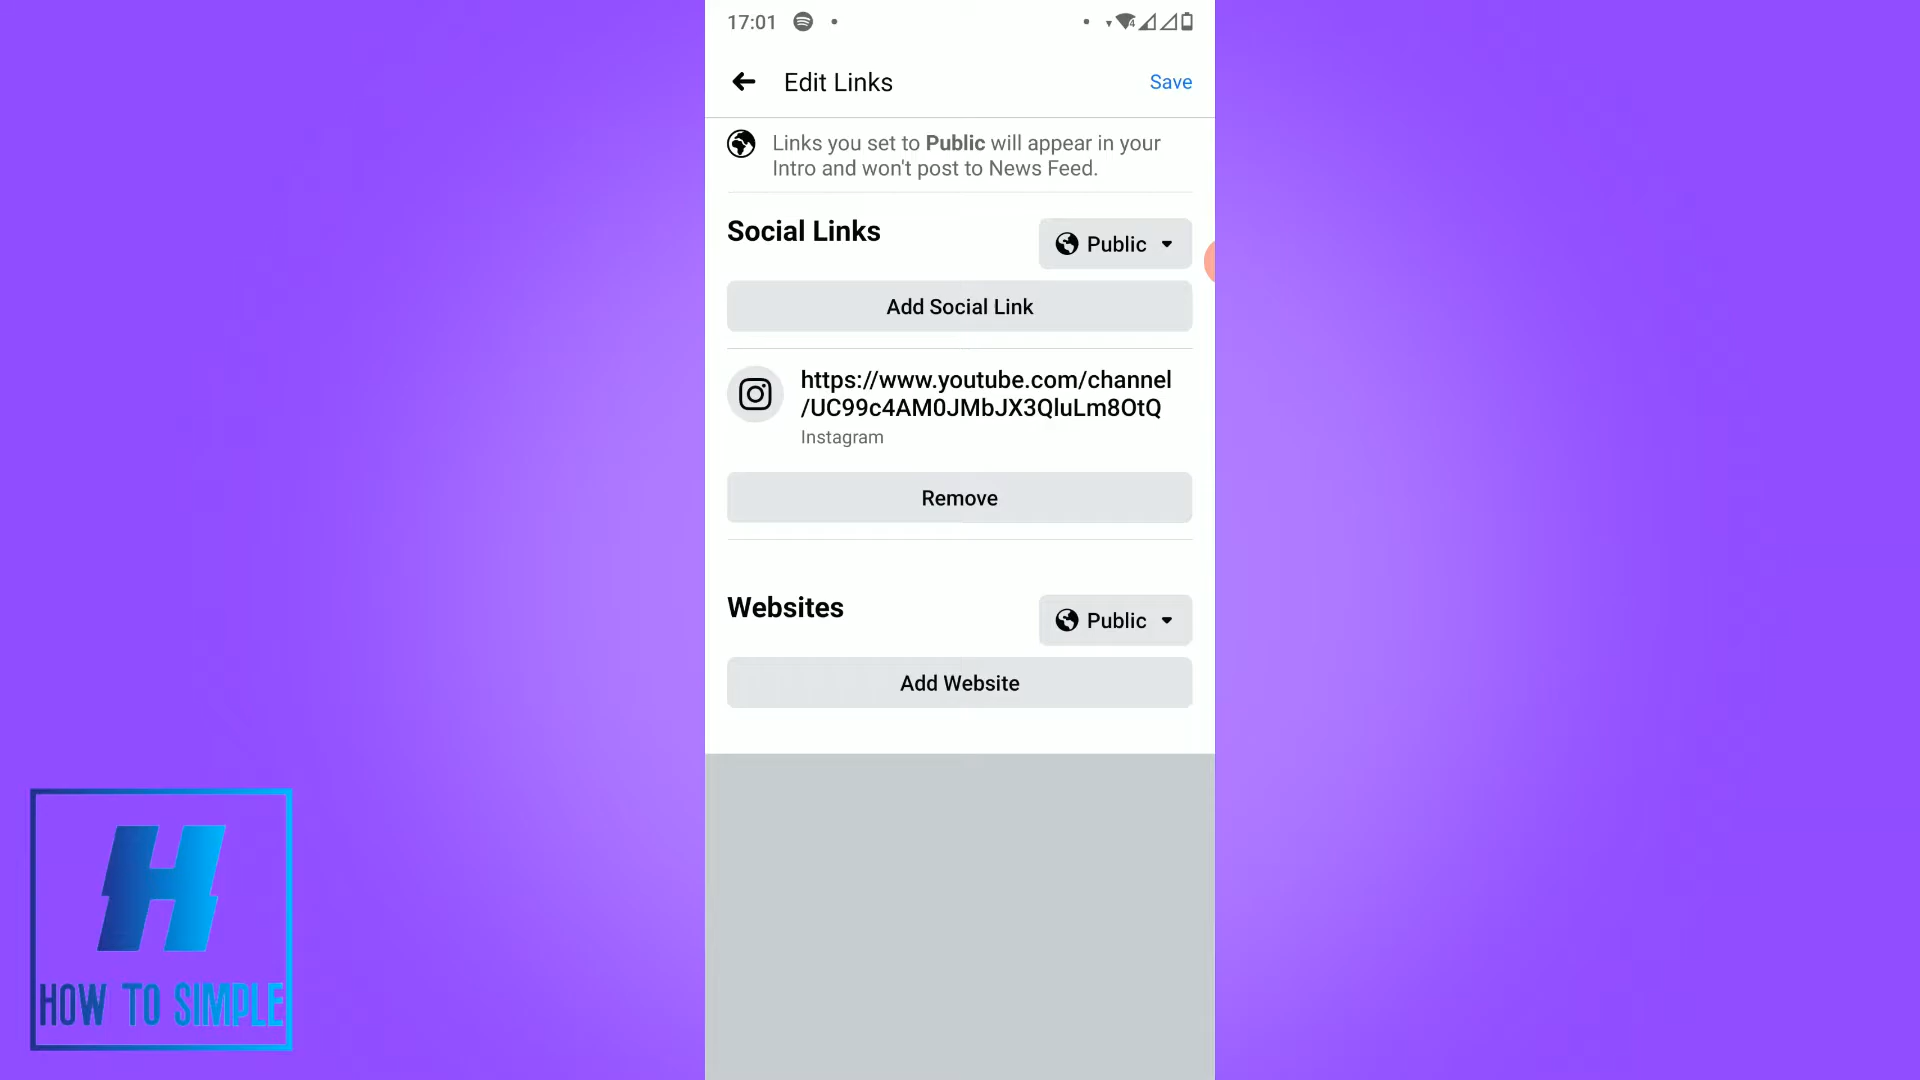 17:01
Edit Links
Save
Links you set to Public will appear in your
Intro and won't post to News Feed.
Social Links
Public
Add Social Link
https://www.youtube.com/channel
/UC99c4AM0JMbJX3QluLm8OtQ
Instagram
Remove
Websites
Public
Add Website
H
HOW TO SIMPLE